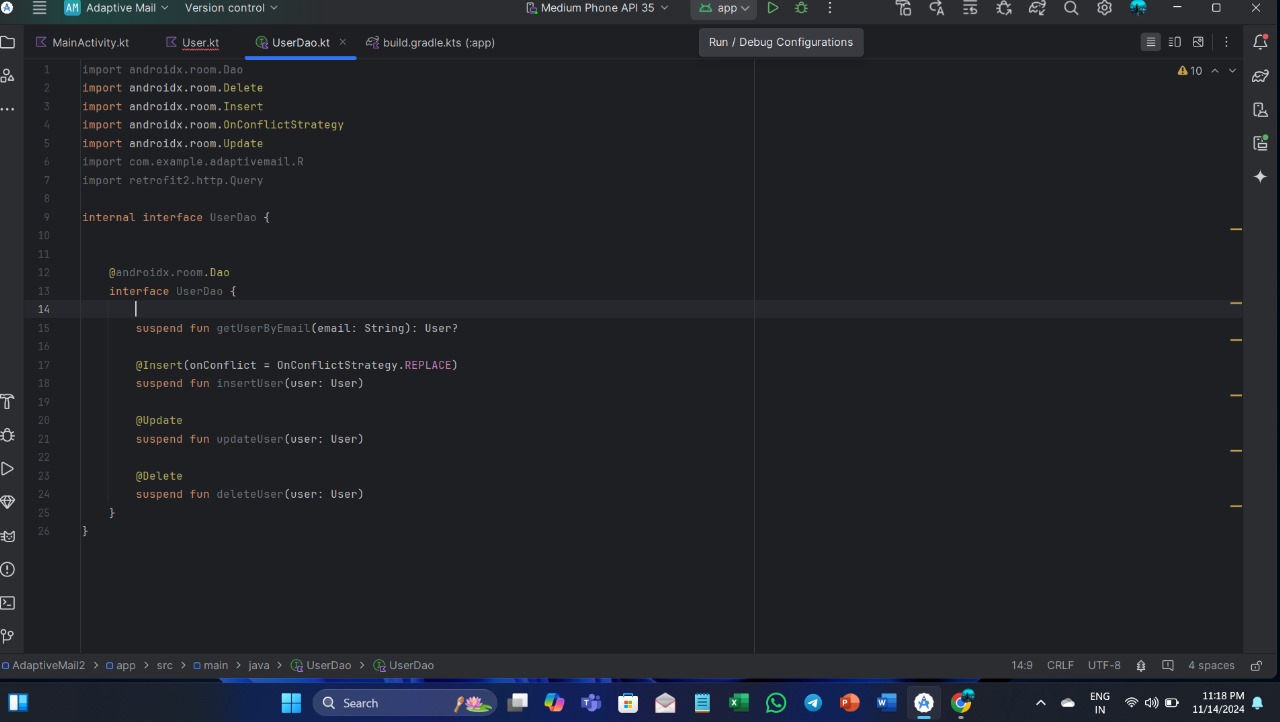 AM Adaptive Mail Version control Medium Phone API 35 app
MainActivity.kt User.kt UserDao.kt build.gradle.kts (:app) Run / Debug Configurations
1 import androidx.room.Dao 10
2 import androidx.room.Delete
3 import androidx.room.Insert
4 import androidx.room.OnConflictStrategy
5 import androidx.room.Update
6 import com.example.adaptivemail.R
7 import retrofit2.http.Query
8
9 internal interface UserDao {
10
11
12 @androidx.room.Dao
13 interface UserDao {
14
15 suspend fun getUserByEmail(email: String): User?
16
17 @Insert(onConflict = OnConflictStrategy.REPLACE)
18 suspend fun insertUser(user: User)
19
20 @Update
21 suspend fun updateUser(user: User)
22
23 @Delete
24 suspend fun deleteUser(user: User)
25 }
26 }
AdaptiveMail2 > app > src > main > java > UserDao > UserDao 14:9 CRLF UTF-8 4 spaces
Search ENG IN 11:18 PM 11/14/2024